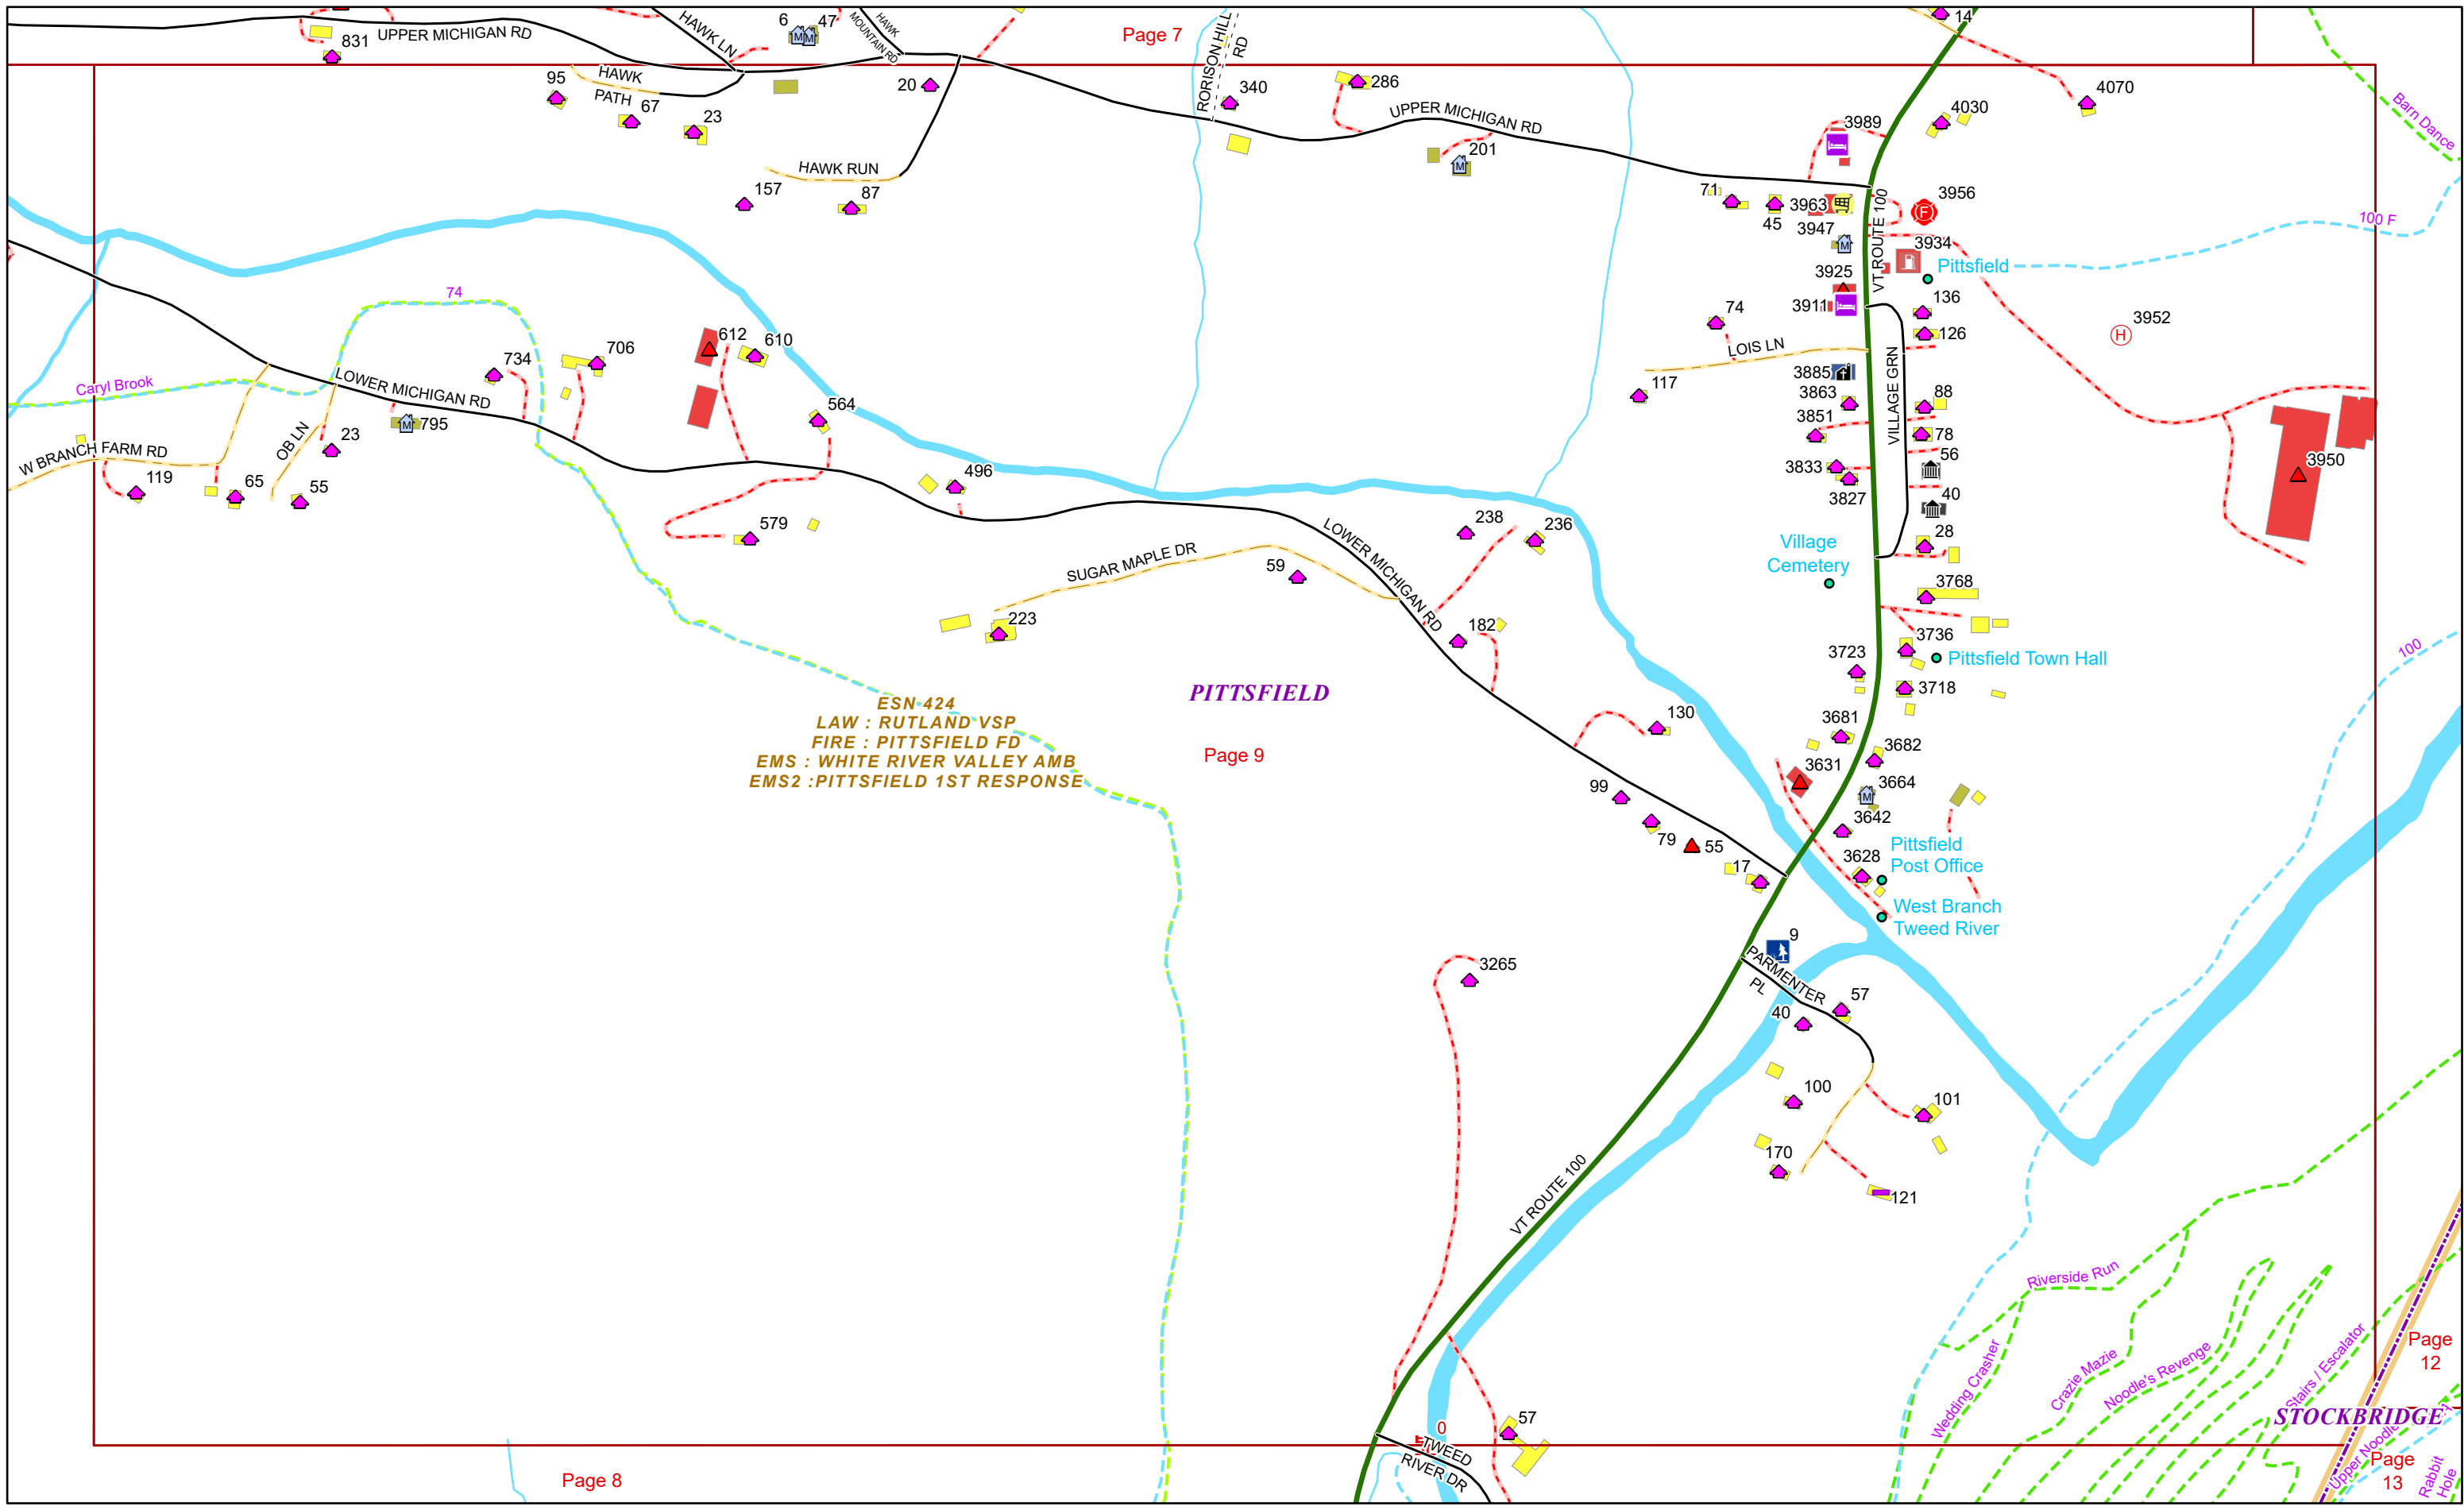 6
47
HAWK
MOUNTAIN RD
HAWK LN
831
UPPER MICHIGAN RD
Page 7
RORISON HILL
RD
14
95
HAWK
PATH
67
23
20
340
286
UPPER MICHIGAN RD
201
3989
4030
4070
Barn Dance
HAWK RUN
157
87
71
45
3963
3947
VT ROUTE 100
F
3956
100 F
3934
Pittsfield
3925
3911
136
126
H
3952
74
74
LOIS LN
3885
3863
3851
3833
3827
117
VILLAGE GRN
88
78
56
40
28
3950
Caryl Brook
734
706
612
610
LOWER MICHIGAN RD
795
564
W BRANCH FARM RD
OB LN
23
119
65
55
496
579
SUGAR MAPLE DR
59
223
LOWER MICHIGAN RD
238
236
182
Village
Cemetery
3768
3736
Pittsfield Town Hall
3723
3718
100
PITTSFIELD
ESN 424
LAW : RUTLAND VSP
FIRE : PITTSFIELD FD
EMS : WHITE RIVER VALLEY AMB
EMS2 :PITTSFIELD 1ST RESPONSE
Page 9
130
3681
3682
3631
3664
3642
99
79
55
17
3628
Pittsfield
Post Office
West Branch
Tweed River
9
PARMENTER
PL
3265
57
40
100
101
170
121
VT ROUTE 100
Riverside Run
Wedding Crasher
Crazie Mazie
Noodle's Revenge
Stairs / Escalator
Page
12
STOCKBRIDGE
57
0
TWEED
RIVER DR
Page 8
Page
13
Rabbit
Hole